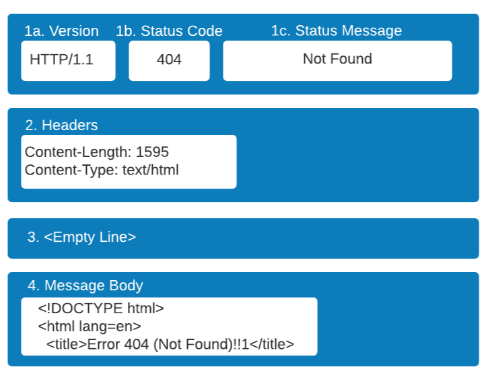 1a. Version 1b. Status Code 1c. Status Message
HTTP/1.1 404 Not Found
2. Headers
Content-Length: 1595
Content-Type: text/html
3. <Empty Line>
4. Message Body
<!DOCTYPE html>
<html lang=en>
<title>Error 404 (Not Found)!!1</title>